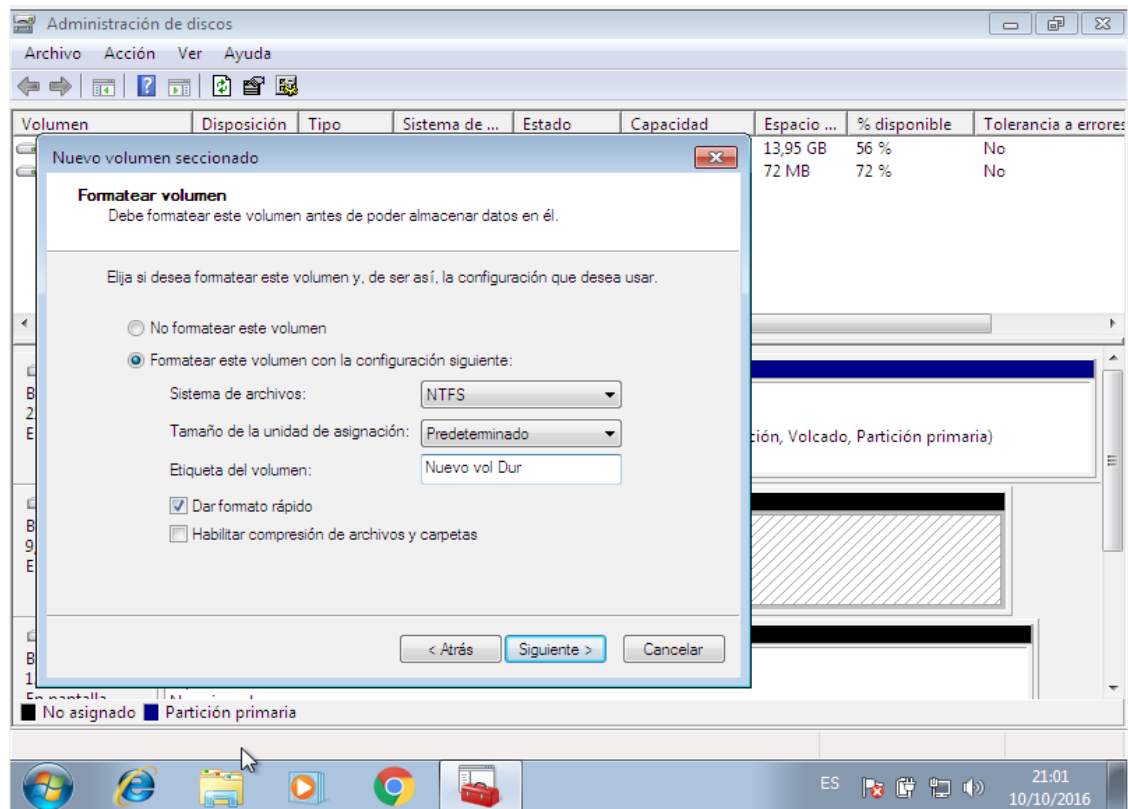 Administración de discos
Archivo Acción Ver Ayuda
Volumen Disposición Tipo Sistema de ... Estado Capacidad Espacio ... % disponible Tolerancia a errores
13,95 GB 56 % No
72 MB 72 % No
Nuevo volumen seccionado
Formatear volumen
Debe formatear este volumen antes de poder almacenar datos en él.
Elija si desea formatear este volumen y, de ser así, la configuración que desea usar.
No formatear este volumen
Formatear este volumen con la configuración siguiente:
Sistema de archivos: NTFS
Tamaño de la unidad de asignación: Predeterminado
Etiqueta del volumen: Nuevo vol Dur
Dar formato rápido
Habilitar compresión de archivos y carpetas
< Atrás Siguiente > Cancelar
B
2
E
ción, Volcado, Partición primaria)
B
9,
E
B
1
En pantalla
No asignado Partición primaria
ES 21:01
10/10/2016